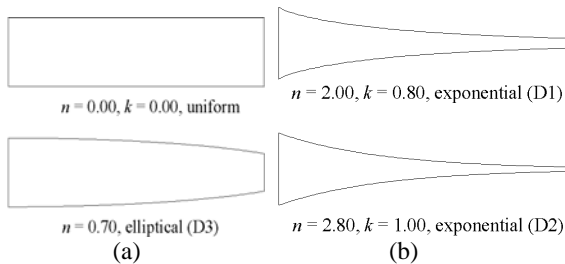 n = 0.00, k = 0.00, uniform
n = 2.00, k = 0.80, exponential (D1)
n = 0.70, elliptical (D3)
n = 2.80, k = 1.00, exponential (D2)
(a)
(b)